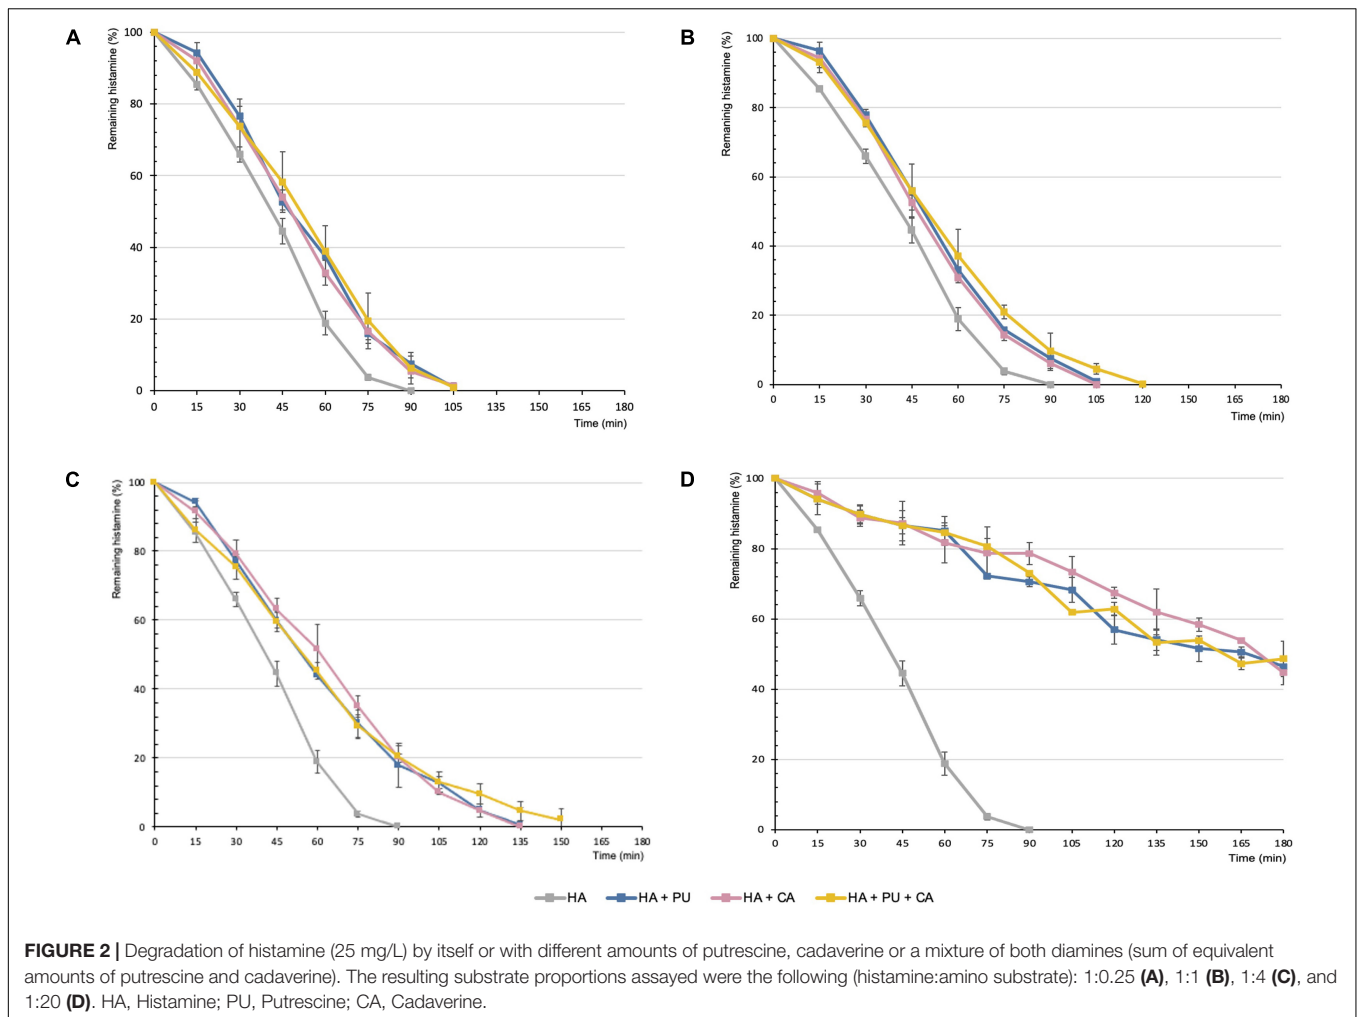 A
Remaining histamine (%)
100
80
60
40
20
0
0 15 30 45 60 75 90 105 120 135 150 165 180
Time (min)
B
Remaninig histamine (%)
100
80
60
40
20
0
0 15 30 45 60 75 90 105 120 135 150 165 180
Time (min)
C
Remaining histamine (%)
100
80
60
40
20
0
0 15 30 45 60 75 90 105 120 135 150 165 180
Time (min)
D
Remaining histamine (%)
100
80
60
40
20
0
0 15 30 45 60 75 90 105 120 135 150 165 180
Time (min)
HA HA + PU HA + CA HA + PU + CA
FIGURE 2 | Degradation of histamine (25 mg/L) by itself or with different amounts of putrescine, cadaverine or a mixture of both diamines (sum of equivalent
amounts of putrescine and cadaverine). The resulting substrate proportions assayed were the following (histamine:amino substrate): 1:0.25 (A), 1:1 (B), 1:4 (C), and
1:20 (D). HA, Histamine; PU, Putrescine; CA, Cadaverine.